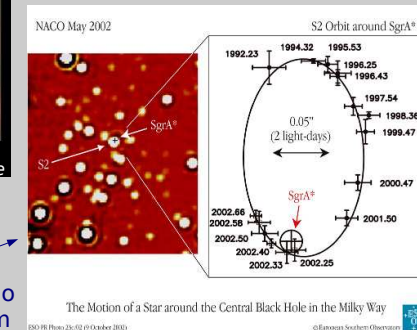 NACO May 2002
S2 Orbit around SgrA*
SgrA*
S2
1992.23
1994.32
1995.53
1996.25
1996.43
1997.54
1998.36
1999.47
2000.47
2001.50
2002.25
2002.33
2002.40
2002.50
2002.58
2002.66
0.05"
(2 light-days)
SgrA*
The Motion of a Star around the Central Black Hole in the Milky Way
ESO PR Photo 23c/02 (9 October 2002)
© European Southern Observatory